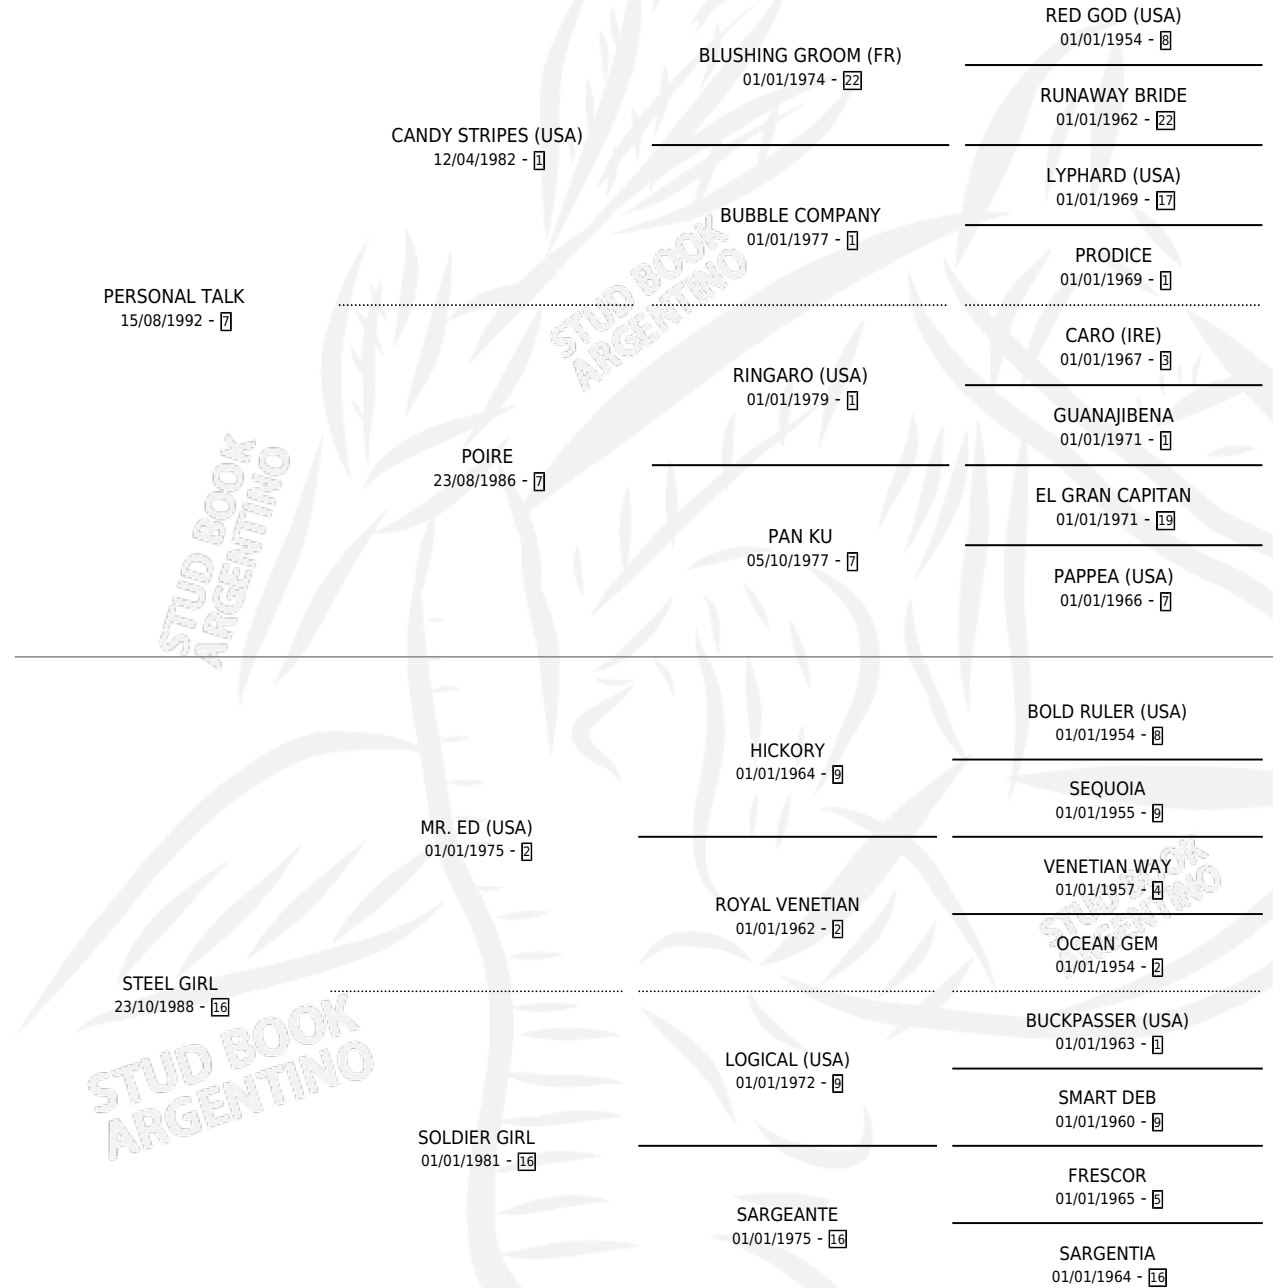 RED GOD (USA)
01/01/1954 - 8
BLUSHING GROOM (FR)
01/01/1974 - 22
RUNAWAY BRIDE
01/01/1962 - 22
CANDY STRIPES (USA)
12/04/1982 - 1
LYPHARD (USA)
01/01/1969 - 17
BUBBLE COMPANY
01/01/1977 - 1
PRODICE
01/01/1969 - 1
PERSONAL TALK
15/08/1992 - 7
CARO (IRE)
01/01/1967 - 3
RINGARO (USA)
01/01/1979 - 1
GUANAJIBENA
01/01/1971 - 1
POIRE
23/08/1986 - 7
EL GRAN CAPITAN
01/01/1971 - 19
PAN KU
05/10/1977 - 7
PAPPEA (USA)
01/01/1966 - 7
BOLD RULER (USA)
01/01/1954 - 8
HICKORY
01/01/1964 - 9
SEQUOIA
01/01/1955 - 9
MR. ED (USA)
01/01/1975 - 2
VENETIAN WAY
01/01/1957 - 4
ROYAL VENETIAN
01/01/1962 - 2
OCEAN GEM
01/01/1954 - 2
STEEL GIRL
23/10/1988 - 16
BUCKPASSER (USA)
01/01/1963 - 1
LOGICAL (USA)
01/01/1972 - 9
SMART DEB
01/01/1960 - 9
SOLDIER GIRL
01/01/1981 - 16
FRESCOR
01/01/1965 - 5
SARGEANTE
01/01/1975 - 16
SARGENTIA
01/01/1964 - 16
STUD BOOK
ARGENTINO
STUD BOOK
ARGENTINO
STUD BOOK
ARGENTINO
STUD BOOK
ARGENTINO